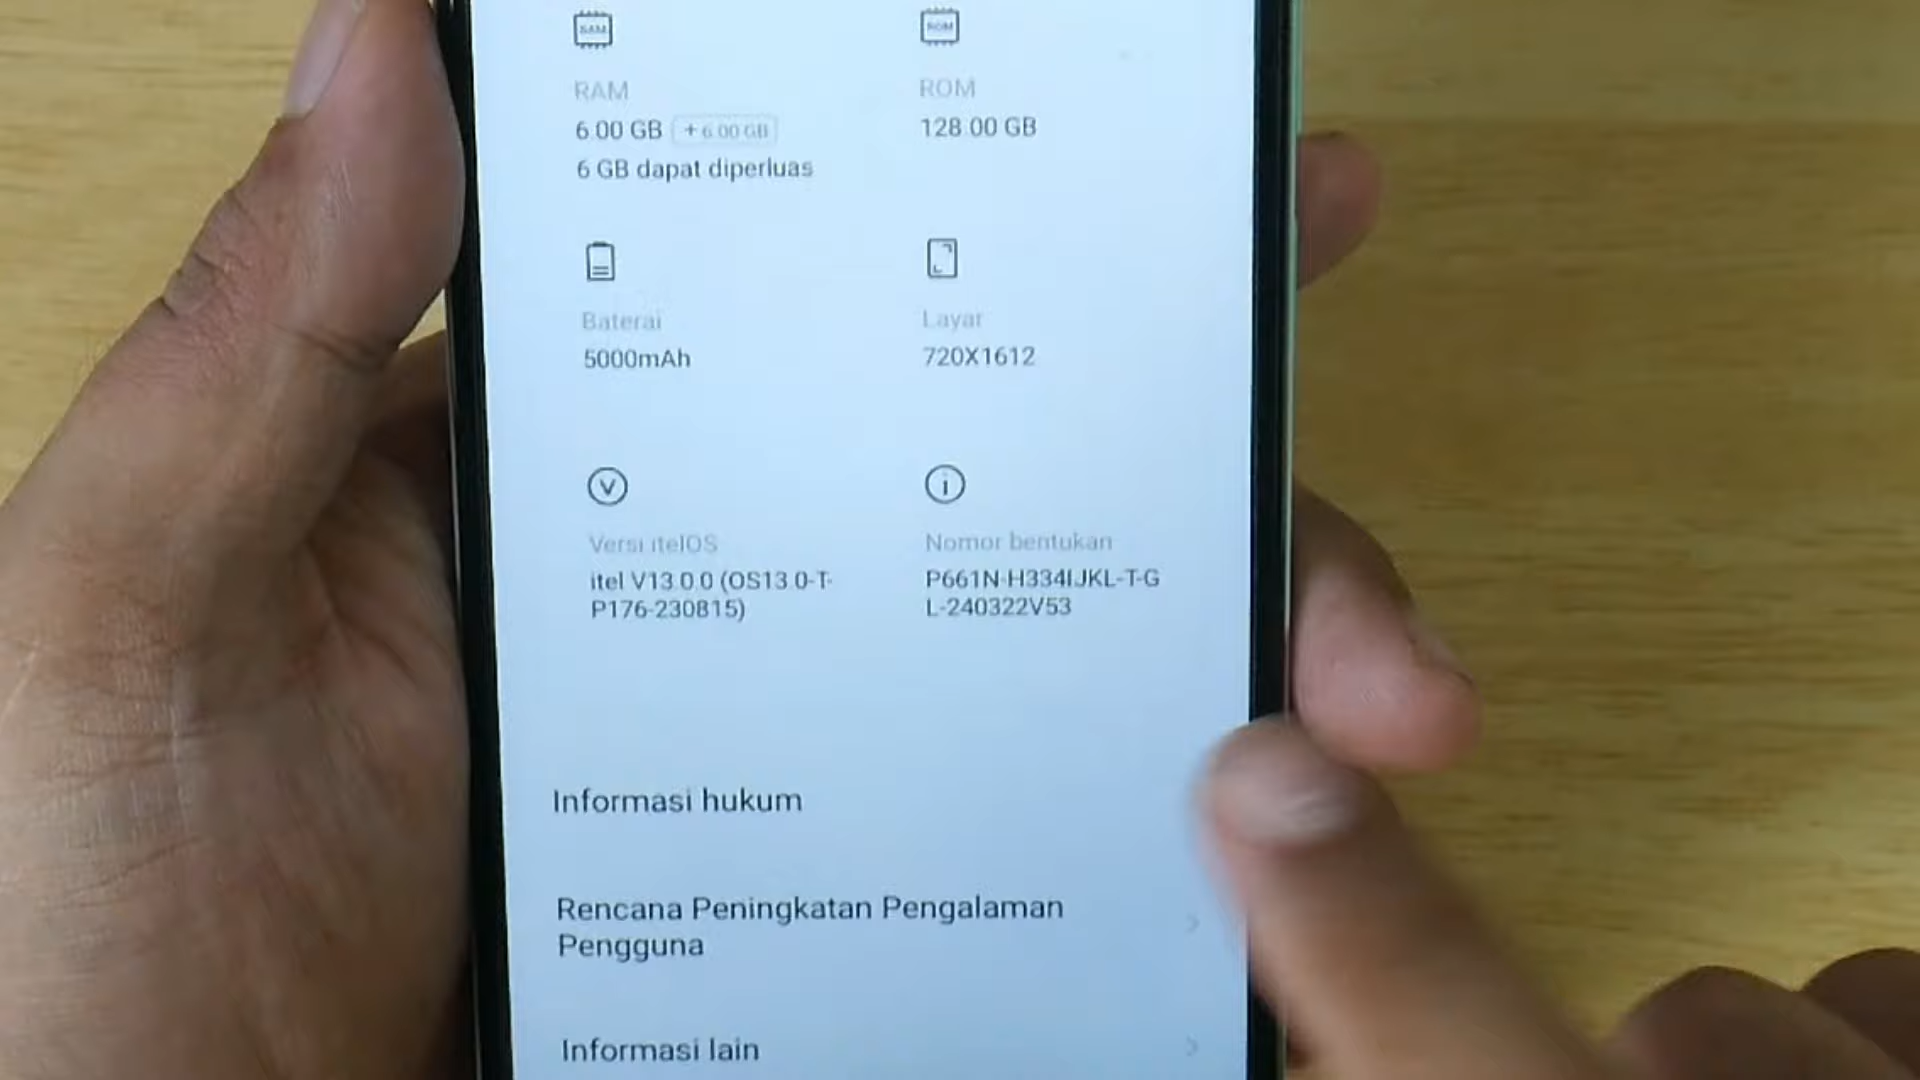 RAM
ROM
RAM
6.00 GB +6.00 GB
6 GB dapat diperluas
ROM
128.00 GB
Baterai
5000mAh
Layar
720X1612
Versi itelOS
itel V13.0.0 (OS13.0-T-
P176-230815)
Nomor bentukan
P661N-H334IJKL-T-G
L-240322V53
Informasi hukum
Rencana Peningkatan Pengalaman
Pengguna
Informasi lain